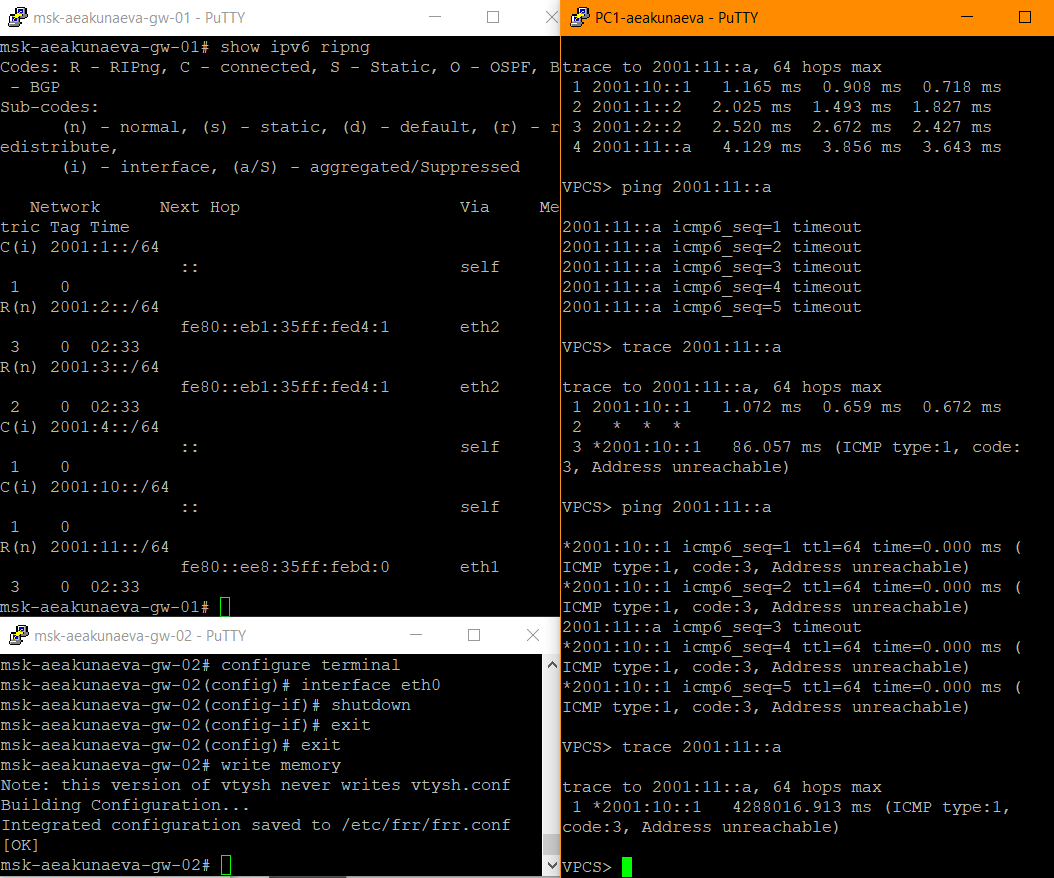 msk-aeakunaeva-gw-01 - PuTTY
msk-aeakunaeva-gw-01# show ipv6 ripng
Codes: R - RIPng, C - connected, S - Static, O - OSPF, B
 - BGP
Sub-codes:
      (n) - normal, (s) - static, (d) - default, (r) - r
edistribute,
      (i) - interface, (a/S) - aggregated/Suppressed
   Network      Next Hop                      Via     Me
tric Tag Time
C(i) 2001:1::/64
                  ::                          self
 1    0
R(n) 2001:2::/64
                  fe80::eb1:35ff:fed4:1       eth2
 3    0  02:33
R(n) 2001:3::/64
                  fe80::eb1:35ff:fed4:1       eth2
 2    0  02:33
C(i) 2001:4::/64
                  ::                          self
 1    0
C(i) 2001:10::/64
                  ::                          self
 1    0
R(n) 2001:11::/64
                  fe80::ee8:35ff:febd:0       eth1
 3    0  02:33
msk-aeakunaeva-gw-01#
msk-aeakunaeva-gw-02 - PuTTY
msk-aeakunaeva-gw-02# configure terminal
msk-aeakunaeva-gw-02(config)# interface eth0
msk-aeakunaeva-gw-02(config-if)# shutdown
msk-aeakunaeva-gw-02(config-if)# exit
msk-aeakunaeva-gw-02(config)# exit
msk-aeakunaeva-gw-02# write memory
Note: this version of vtysh never writes vtysh.conf
Building Configuration...
Integrated configuration saved to /etc/frr/frr.conf
[OK]
msk-aeakunaeva-gw-02#
PC1-aeakunaeva - PuTTY
trace to 2001:11::a, 64 hops max
 1 2001:10::1   1.165 ms  0.908 ms  0.718 ms
 2 2001:1::2   2.025 ms  1.493 ms  1.827 ms
 3 2001:2::2   2.520 ms  2.672 ms  2.427 ms
 4 2001:11::a   4.129 ms  3.856 ms  3.643 ms
VPCS> ping 2001:11::a
2001:11::a icmp6_seq=1 timeout
2001:11::a icmp6_seq=2 timeout
2001:11::a icmp6_seq=3 timeout
2001:11::a icmp6_seq=4 timeout
2001:11::a icmp6_seq=5 timeout
VPCS> trace 2001:11::a
trace to 2001:11::a, 64 hops max
 1 2001:10::1   1.072 ms  0.659 ms  0.672 ms
 2   *  *  *
 3 *2001:10::1   86.057 ms (ICMP type:1, code:
3, Address unreachable)
VPCS> ping 2001:11::a
*2001:10::1 icmp6_seq=1 ttl=64 time=0.000 ms (
ICMP type:1, code:3, Address unreachable)
*2001:10::1 icmp6_seq=2 ttl=64 time=0.000 ms (
ICMP type:1, code:3, Address unreachable)
2001:11::a icmp6_seq=3 timeout
*2001:10::1 icmp6_seq=4 ttl=64 time=0.000 ms (
ICMP type:1, code:3, Address unreachable)
*2001:10::1 icmp6_seq=5 ttl=64 time=0.000 ms (
ICMP type:1, code:3, Address unreachable)
VPCS> trace 2001:11::a
trace to 2001:11::a, 64 hops max
 1 *2001:10::1   4288016.913 ms (ICMP type:1,
code:3, Address unreachable)
VPCS>